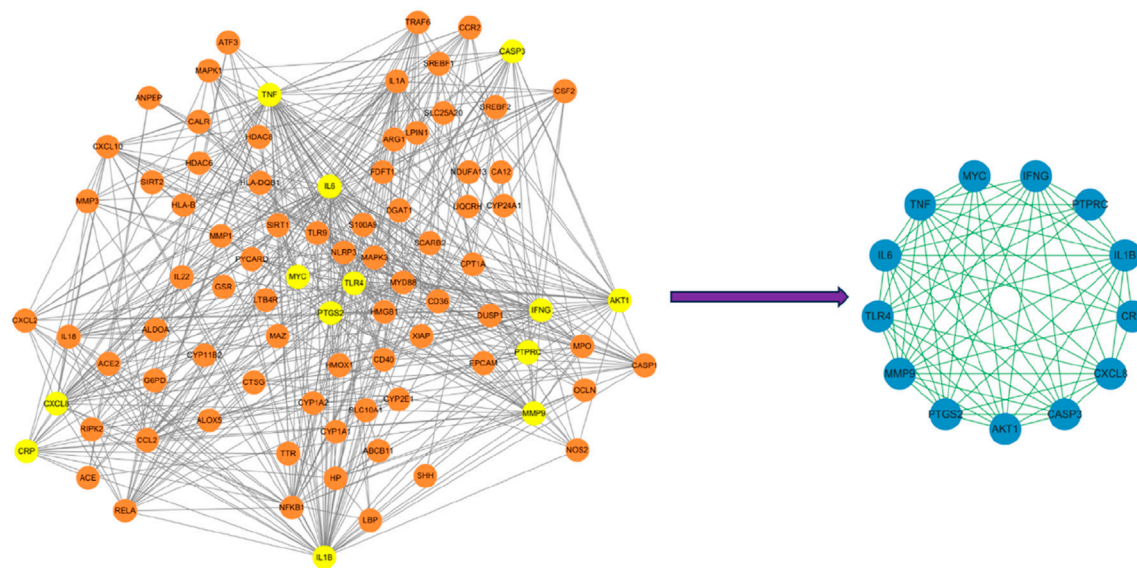 TRAF6
CCR2
ATF3
CASP3
SREBF1
MAPK1
IL1A
ANPEP
TNF
CSF2
SREBF2
SLC25A20
CALR
LPIN1
ARG1
HDAC8
CXCL10
HDAC6
FDFT1
NDUFA13
CA12
SIRT2
HLA-DQB1
IL6
MMP3
HLA-B
DGAT1
UQCRH
CYP24A1
SIRT1
S100A9
TLR9
MMP1
SCARB2
NLRP3
MAPK3
PYCARD
CPT1A
IL22
MYC
TLR4
MYD88
GSR
LTB4R
CD36
AKT1
PTGS2
HMGB1
IFNG
DUSP1
CXCL2
ALDOA
IL18
MAZ
XIAP
MPO
PTPRC
CYP11B2
ACE2
HMOX1
CD40
EPCAM
CASP1
G6PD
CTSG
OCLN
CXCL8
CYP1A2
CYP2E1
SLC10A1
MMP9
ALOX5
RIPK2
CYP1A1
CCL2
CRP
TTR
ABCB11
NOS2
ACE
HP
SHH
RELA
NFKB1
LBP
IL1B
MYC
IFNG
TNF
PTPRC
IL6
IL1B
TLR4
CR
MMP9
CXCL8
PTGS2
CASP3
AKT1